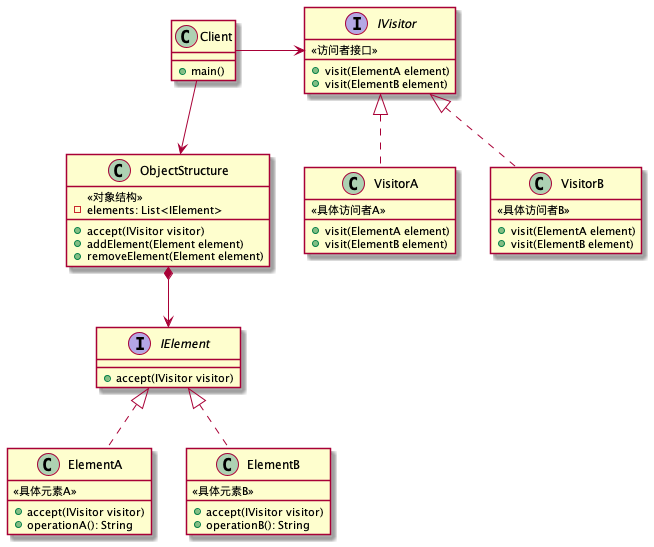 C Client
+ main()
I IVisitor
«访问者接口»
visit(ElementA element)
visit(ElementB element)
C ObjectStructure
«对象结构»
elements: List<IElement>
accept(IVisitor visitor)
addElement(Element element)
removeElement(Element element)
C VisitorA
«具体访问者A»
visit(ElementA element)
visit(ElementB element)
C VisitorB
«具体访问者B»
visit(ElementA element)
visit(ElementB element)
I IElement
accept(IVisitor visitor)
C ElementA
«具体元素A»
accept(IVisitor visitor)
operationA(): String
C ElementB
«具体元素B»
accept(IVisitor visitor)
operationB(): String